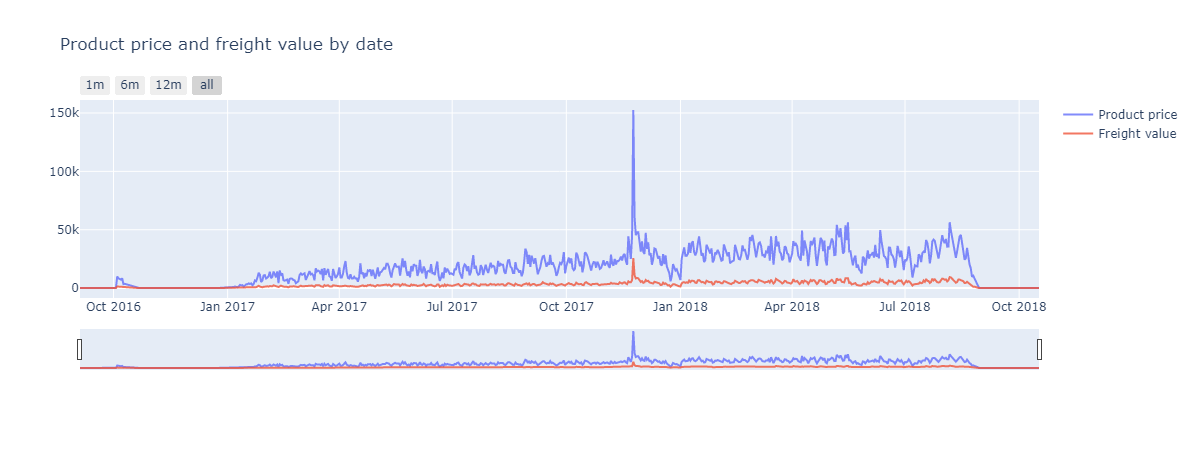 Product price and freight value by date
1m 6m 12m all
150k
100k
50k
0
Product price
Freight value
Oct 2016 Jan 2017 Apr 2017 Jul 2017 Oct 2017 Jan 2018 Apr 2018 Jul 2018 Oct 2018